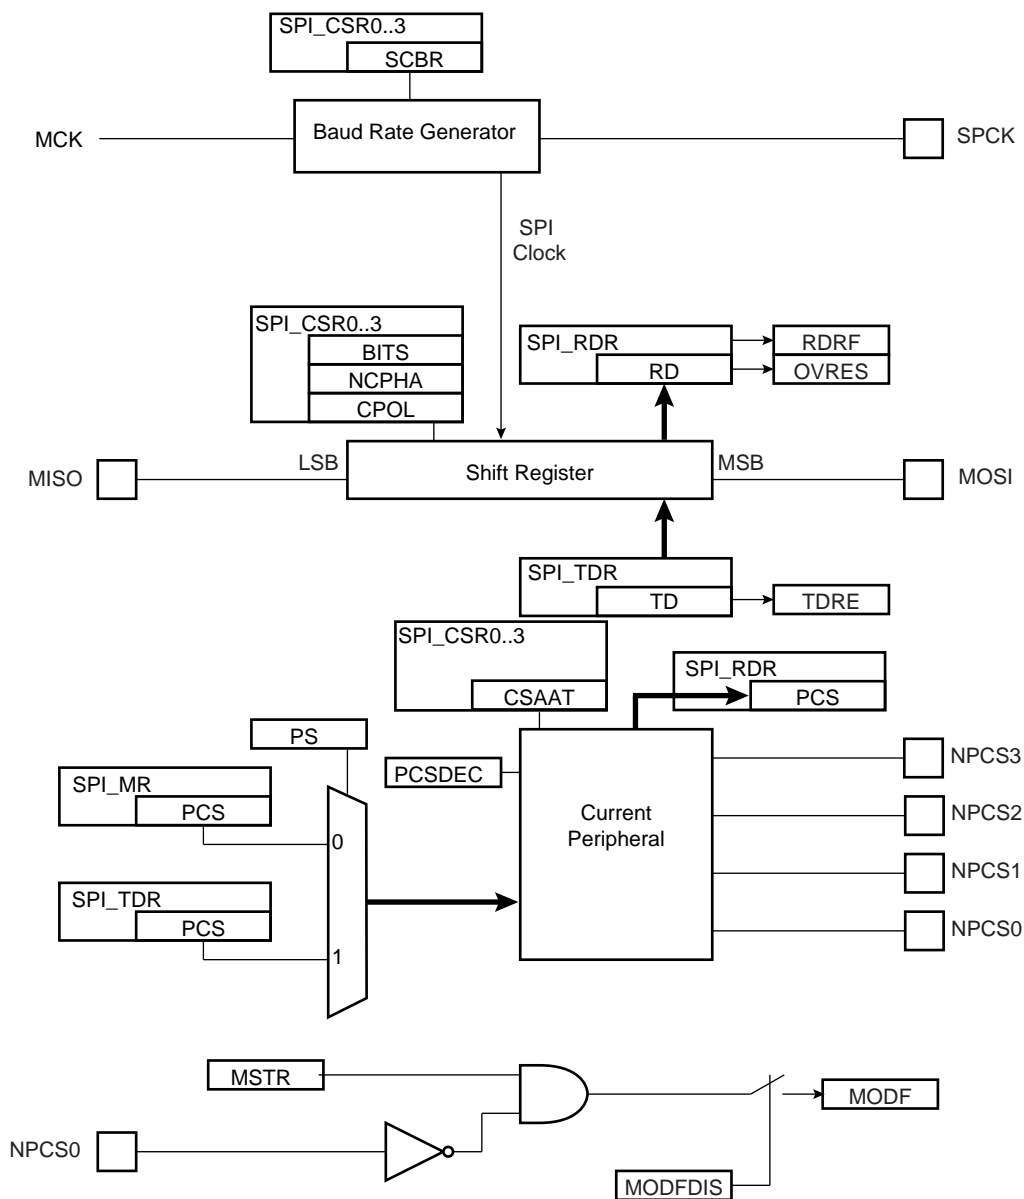 SPI_CSR0..3
SCBR
MCK
Baud Rate Generator
SPCK
SPI
Clock
SPI_CSR0..3
BITS
NCPHA
CPOL
SPI_RDR
RD
RDRF
OVRES
MISO
LSB
Shift Register
MSB
MOSI
SPI_TDR
TD
TDRE
SPI_CSR0..3
CSAAT
SPI_RDR
PCS
PS
PCSDEC
SPI_MR
PCS
0
Current
Peripheral
NPCS3
NPCS2
NPCS1
NPCS0
SPI_TDR
PCS
1
MSTR
MODF
NPCS0
MODFDIS